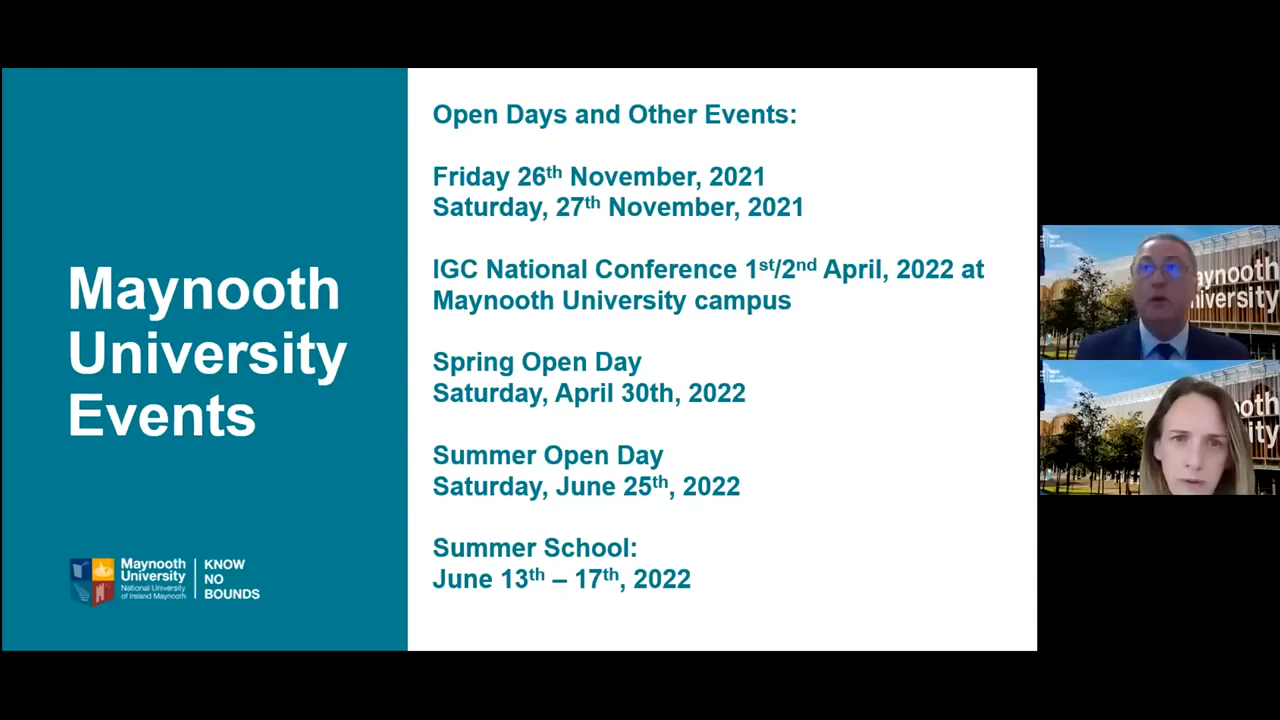 Maynooth
University
Events
Maynooth
University
National University
of Ireland Maynooth
KNOW
NO
BOUNDS
Open Days and Other Events:
Friday 26th November, 2021
Saturday, 27th November, 2021
IGC National Conference 1st/2nd April, 2022 at
Maynooth University campus
Spring Open Day
Saturday, April 30th, 2022
Summer Open Day
Saturday, June 25th, 2022
Summer School:
June 13th – 17th, 2022
aynooth
niversity
oth
ity